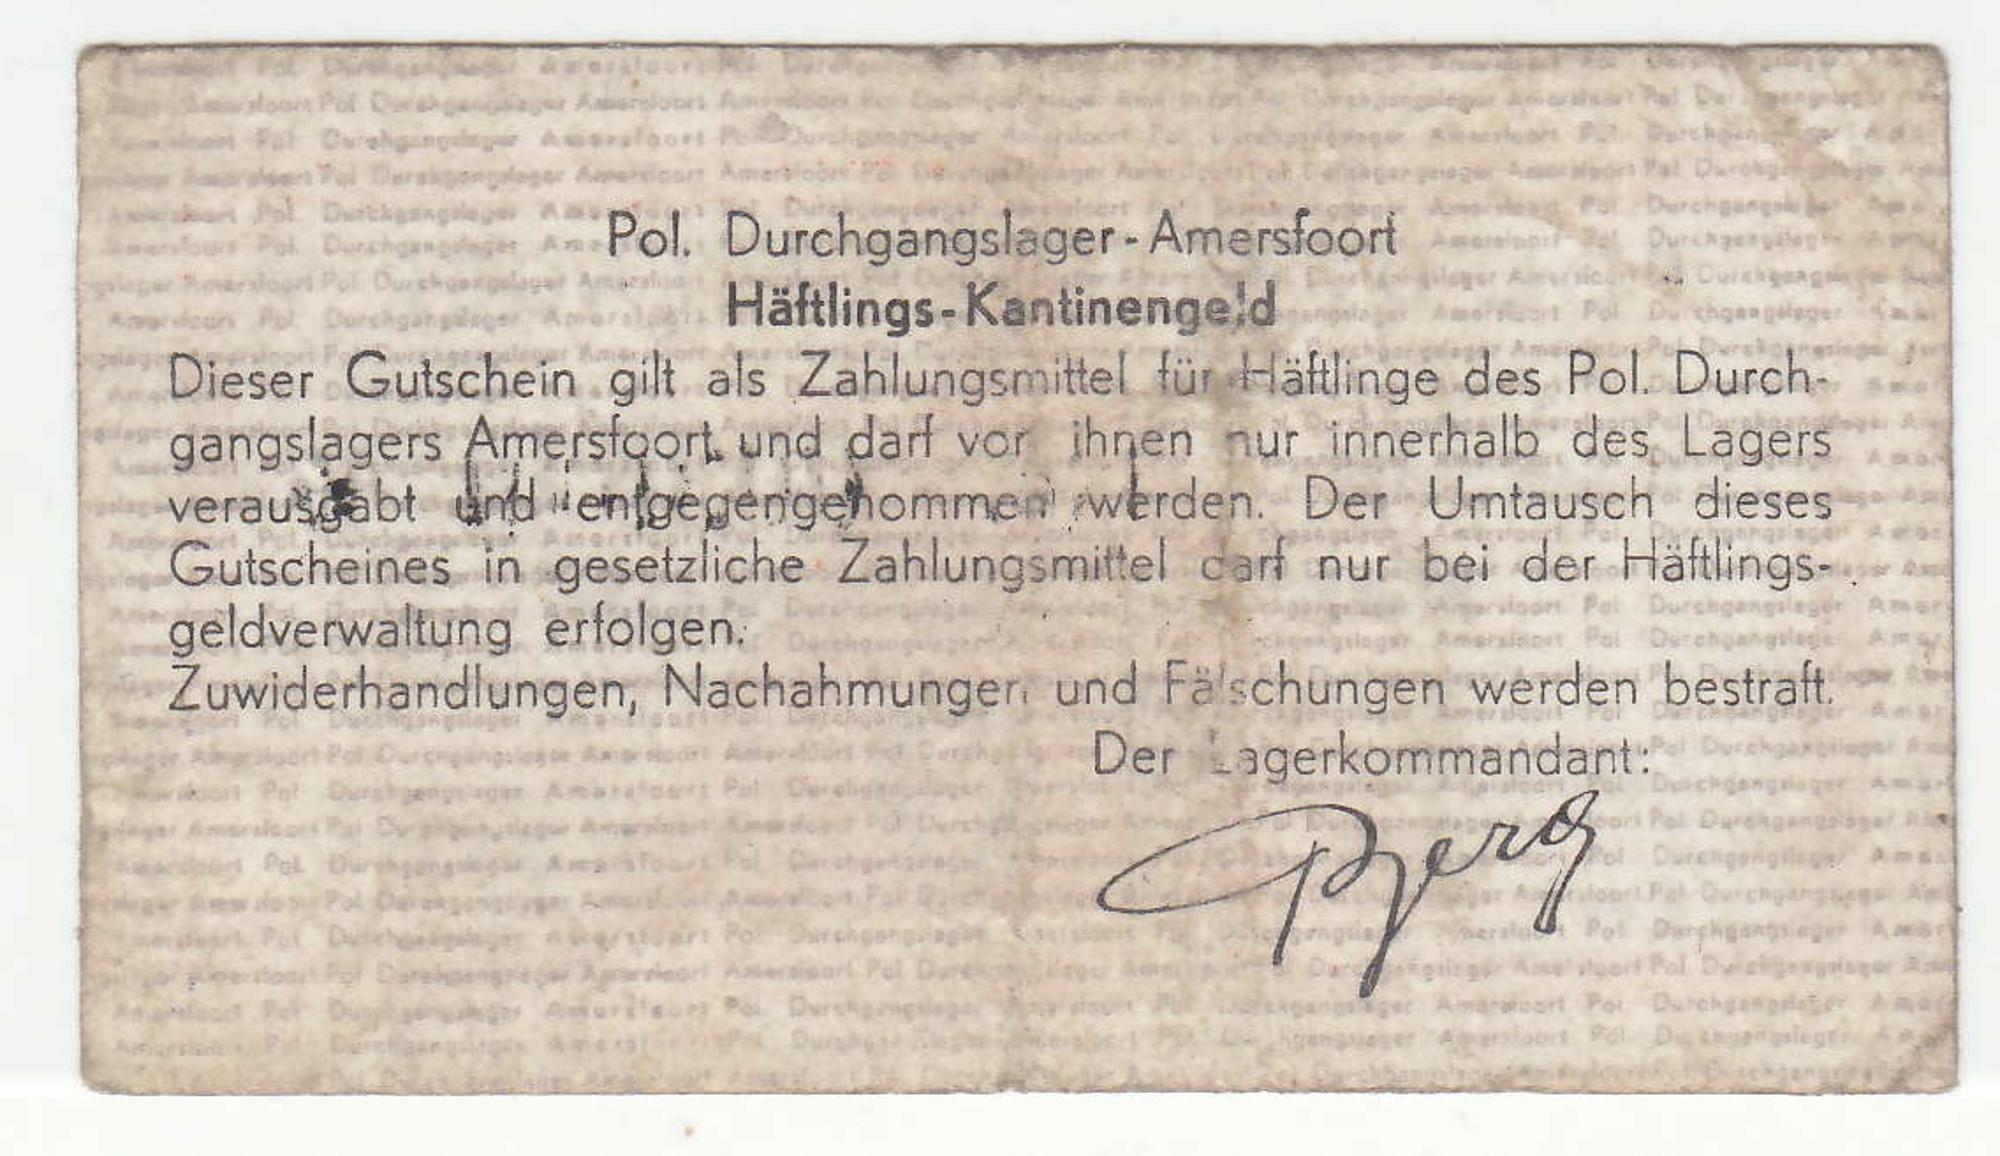 Pol. Durchgangslager - Amersfoort
Häftlings-Kantinengeld
Dieser Gutschein gilt als Zahlungsmittel für Häftlinge des Pol. Durch-
gangslagers Amersfoort und darf von ihnen nur innerhalb des Lagers
verausgabt und entgegengenommen werden. Der Umtausch dieses
Gutscheines in gesetzliche Zahlungsmittel darf nur bei der Häftlings-
geldverwaltung erfolgen.
Zuwiderhandlungen, Nachahmungen und Fälschungen werden bestraft.
Der Lagerkommandant:
Berg